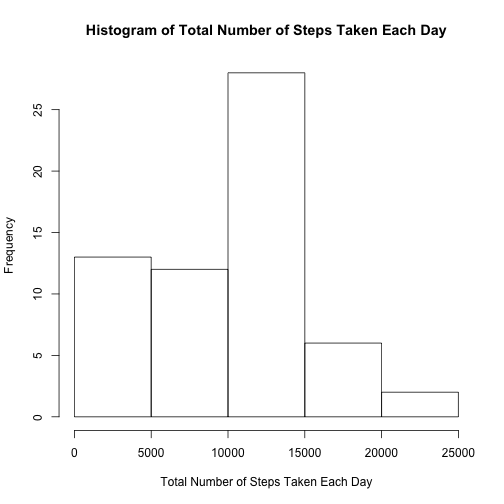 Histogram of Total Number of Steps Taken Each Day
Frequency
25
20
15
10
5
0
0 5000 10000 15000 20000 25000
Total Number of Steps Taken Each Day